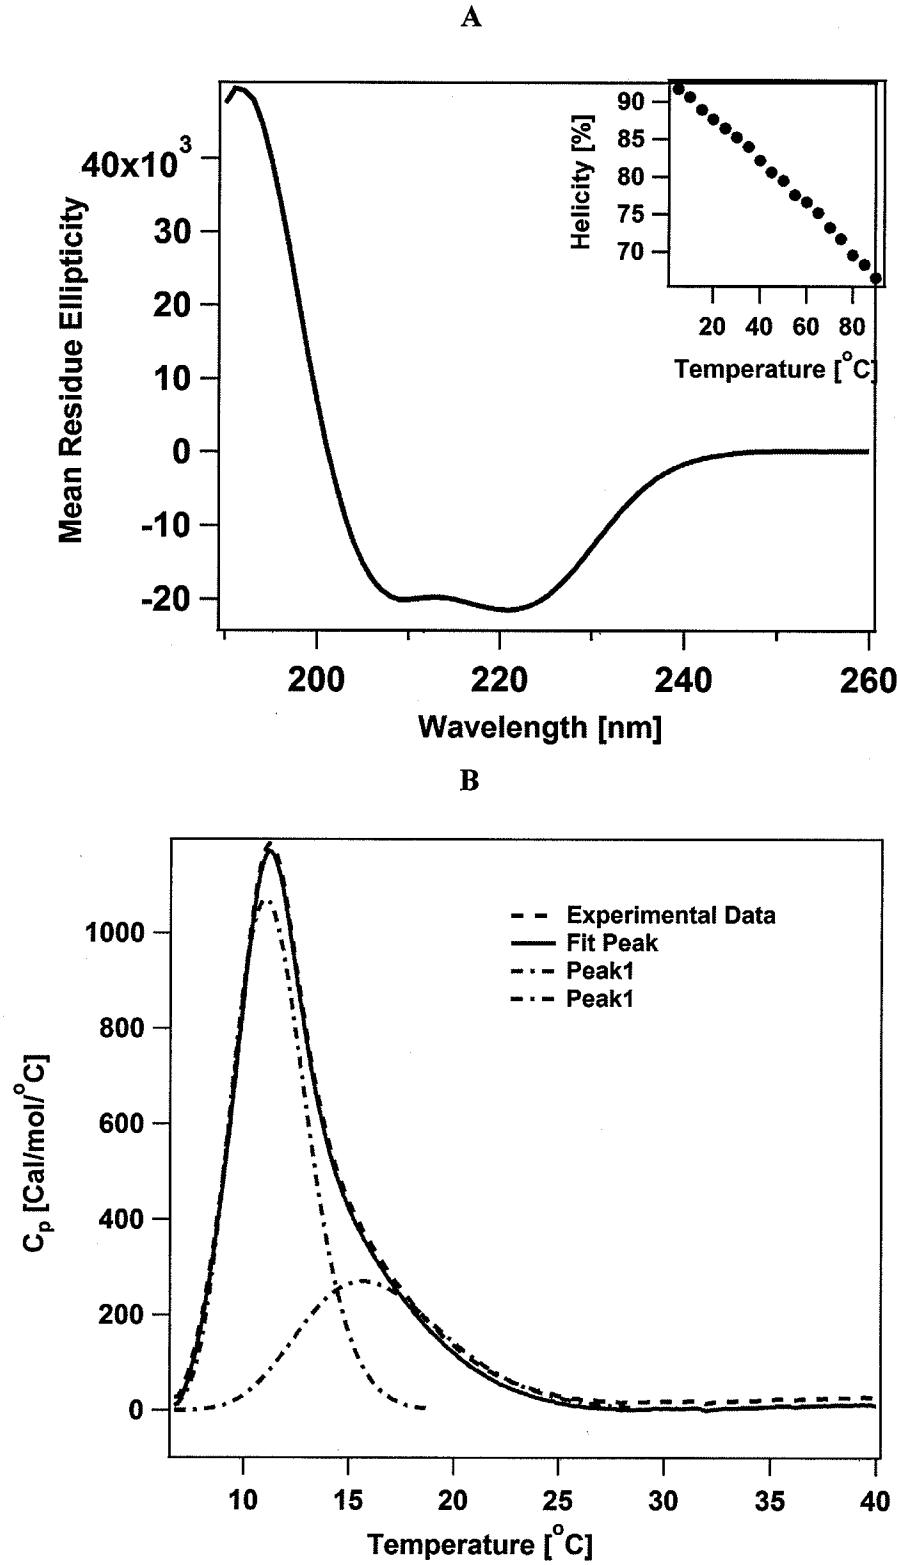 A
Mean Residue Ellipticity
40x10³
30
20
10
0
-10
-20
200 220 240 260
Wavelength [nm]
Helicity [%]
90
85
80
75
70
20 40 60 80
Temperature [°C]
B
Cp [Cal/mol/°C]
1000
800
600
400
200
0
Experimental Data
Fit Peak
Peak1
Peak1
10 15 20 25 30 35 40
Temperature [°C]